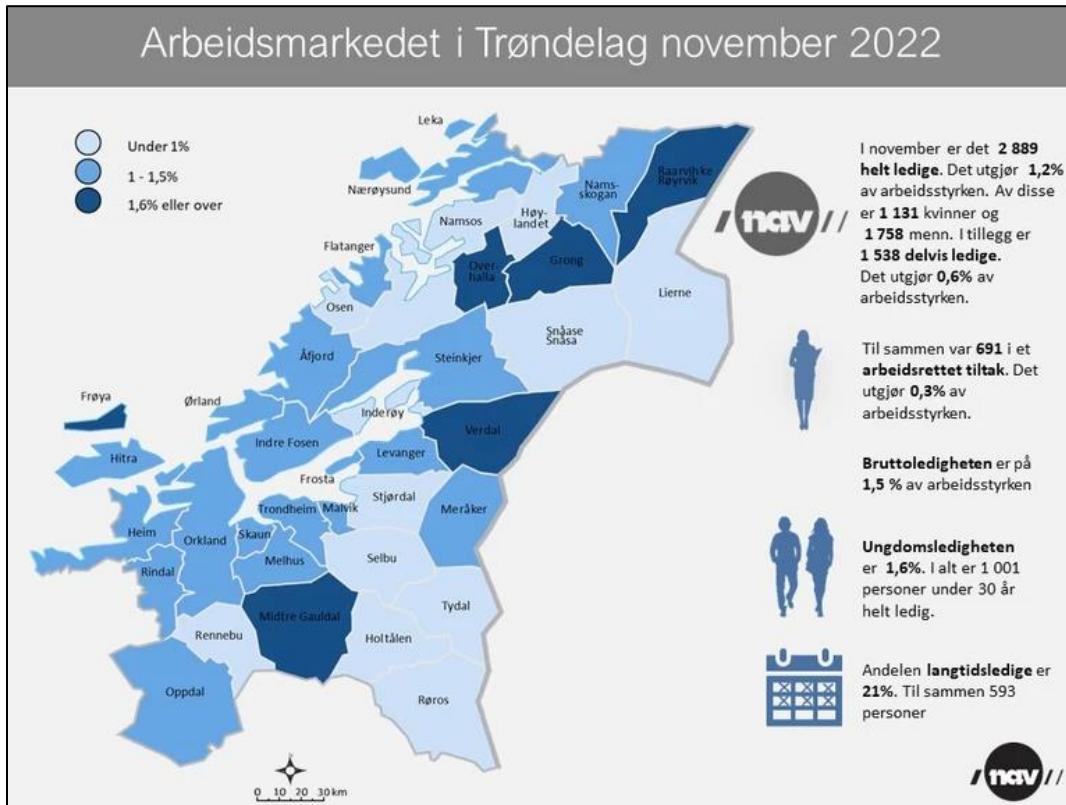 Arbeidsmarkedet i Trøndelag november 2022
Under 1%
1 - 1,5%
1,6% eller over
Leka
Nærøysund
Nams-
skogan
Raarvihke
Røyrvik
Namsos
Høy-
landet
Flatanger
Over-
halla
Grong
Lierne
Osen
Snåase
Snåsa
Åfjord
Steinkjer
Frøya
Ørland
Inderøy
Verdal
Hitra
Indre Fosen
Levanger
Frosta
Stjørdal
Trondheim
Malvik
Meråker
Heim
Orkland
Skaun
Melhus
Selbu
Rindal
Tydal
Midtre Gauldal
Rennebu
Holtålen
Oppdal
Røros
0 10 20 30 km
nav
I november er det 2 889
helt ledige. Det utgjør 1,2%
av arbeidsstyrken. Av disse
er 1 131 kvinner og
1 758 menn. I tillegg er
1 538 delvis ledige.
Det utgjør 0,6% av
arbeidsstyrken.
Til sammen var 691 i et
arbeidsrettet tiltak. Det
utgjør 0,3% av
arbeidsstyrken.
Bruttoledigheten er på
1,5 % av arbeidsstyrken
Ungdomsledigheten
er 1,6%. I alt er 1 001
personer under 30 år
helt ledig.
Andelen langtidsledige er
21%. Til sammen 593
personer
nav